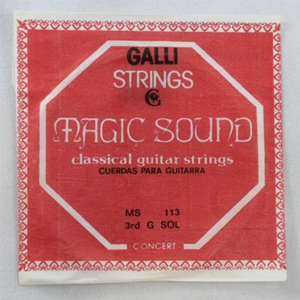 GALLI
STRINGS
MAGIC SOUND
classical guitar strings
CUERDAS PARA GUITARRA
MS 113
3rd G SOL
CONCERT